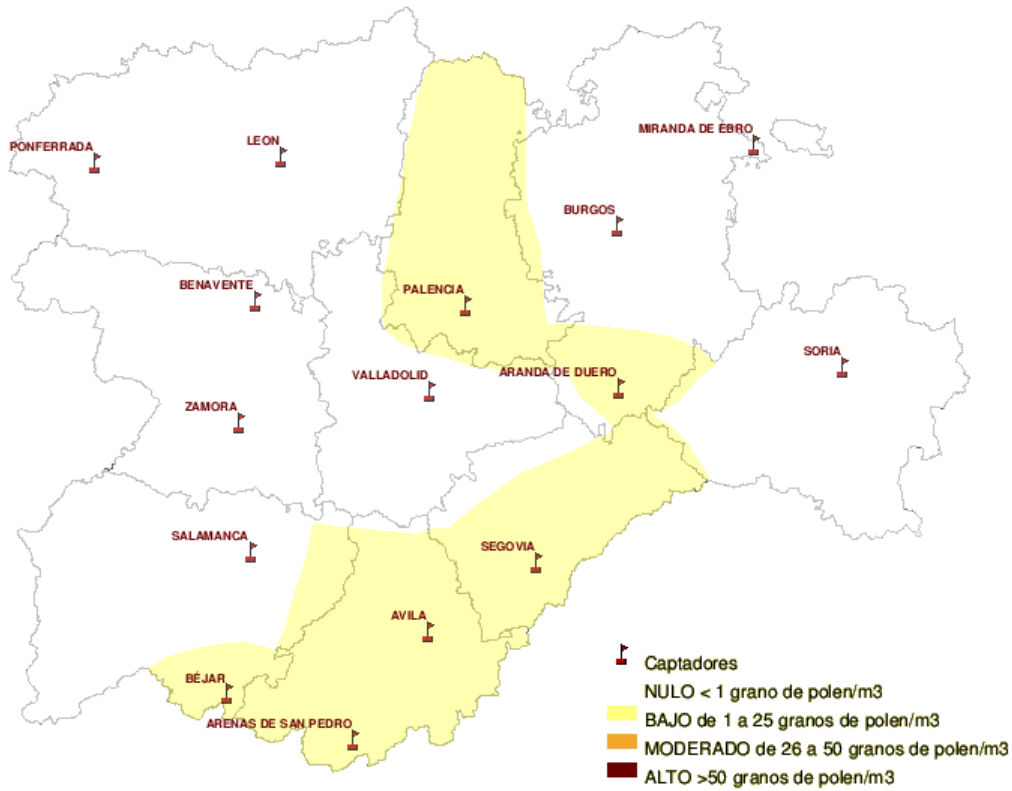 MIRANDA DE EBRO
PONFERRADA
LEON
BURGOS
BENAVENTE
PALENCIA
SORIA
VALLADOLID
ARANDA DE DUERO
ZAMORA
SALAMANCA
SEGOVIA
AVILA
BÉJAR
ARENAS DE SAN PEDRO
Captadores
NULO < 1 grano de polen/m3
BAJO de 1 a 25 granos de polen/m3
MODERADO de 26 a 50 granos de polen/m3
ALTO >50 granos de polen/m3